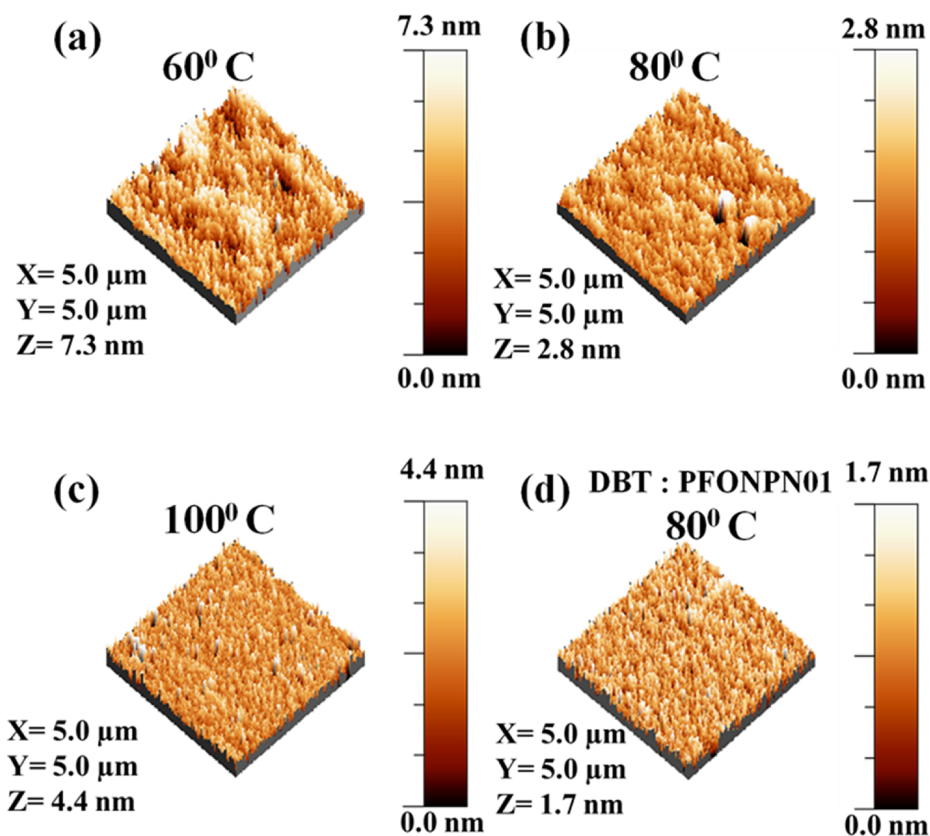 (a)
60⁰ C
7.3 nm
X= 5.0 µm
Y= 5.0 µm
Z= 7.3 nm
0.0 nm
(b)
80⁰ C
2.8 nm
X= 5.0 µm
Y= 5.0 µm
Z= 2.8 nm
0.0 nm
(c)
100⁰ C
4.4 nm
X= 5.0 µm
Y= 5.0 µm
Z= 4.4 nm
0.0 nm
(d)
DBT : PFONPN01
80⁰ C
1.7 nm
X= 5.0 µm
Y= 5.0 µm
Z= 1.7 nm
0.0 nm